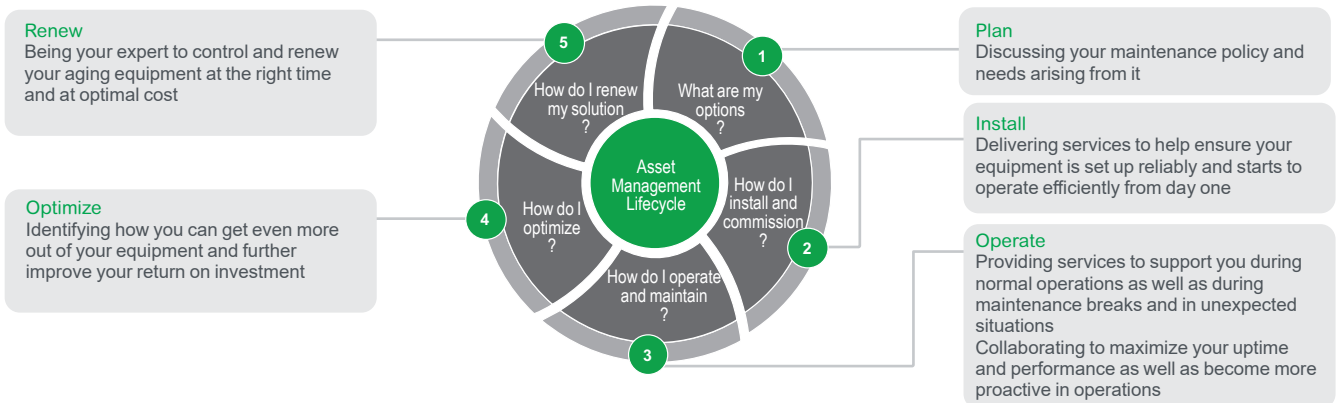 Renew
Being your expert to control and renew
your aging equipment at the right time
and at optimal cost
Optimize
Identifying how you can get even more
out of your equipment and further
improve your return on investment
5
How do I renew
my solution
?
1
What are my
options
?
Asset
Management
Lifecycle
How do I
install and
commission
?
2
4
How do I
optimize
?
How do I operate
and maintain
?
3
Plan
Discussing your maintenance policy and
needs arising from it
Install
Delivering services to help ensure your
equipment is set up reliably and starts to
operate efficiently from day one
Operate
Providing services to support you during
normal operations as well as during
maintenance breaks and in unexpected
situations
Collaborating to maximize your uptime
and performance as well as become more
proactive in operations